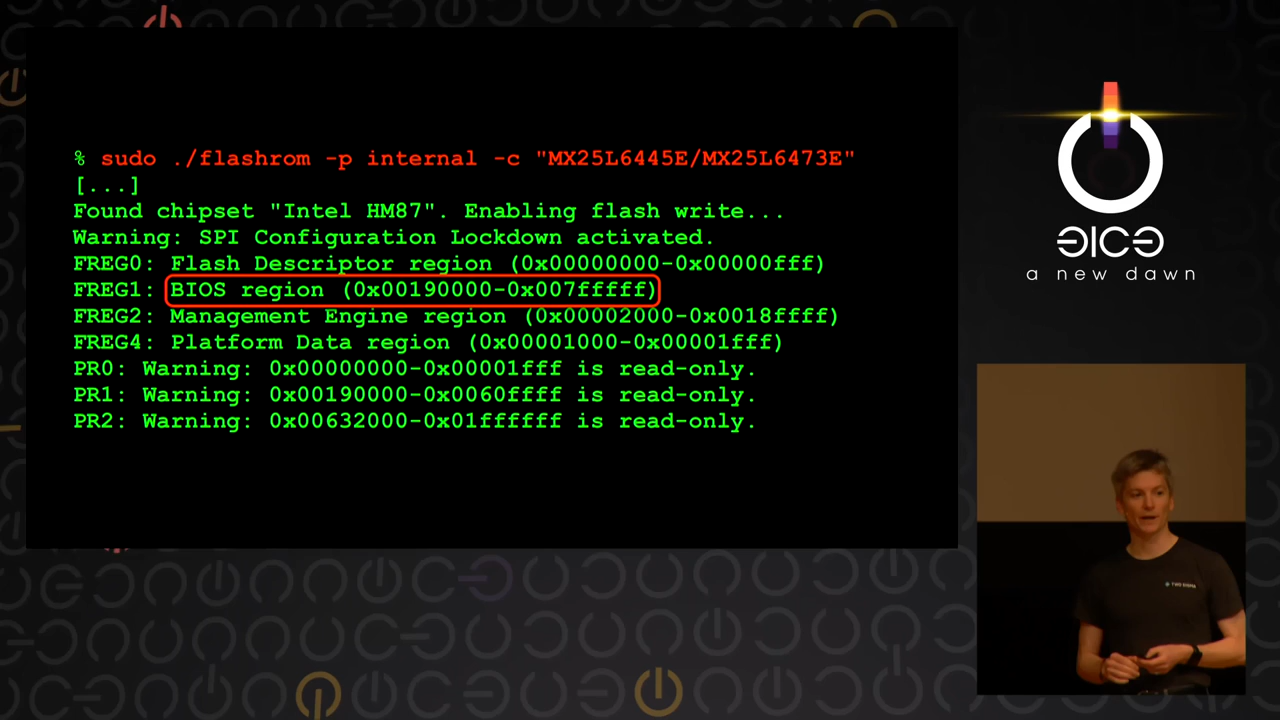 % sudo ./flashrom -p internal -c "MX25L6445E/MX25L6473E"
[...]
Found chipset "Intel HM87". Enabling flash write...
Warning: SPI Configuration Lockdown activated.
FREG0: Flash Descriptor region (0x00000000-0x00000fff)
FREG1: BIOS region (0x00190000-0x007fffff)
FREG2: Management Engine region (0x00002000-0x0018ffff)
FREG4: Platform Data region (0x00001000-0x00001fff)
PR0: Warning: 0x00000000-0x00001fff is read-only.
PR1: Warning: 0x00190000-0x0060ffff is read-only.
PR2: Warning: 0x00632000-0x01ffffff is read-only.
a new dawn
TWO SIGMA